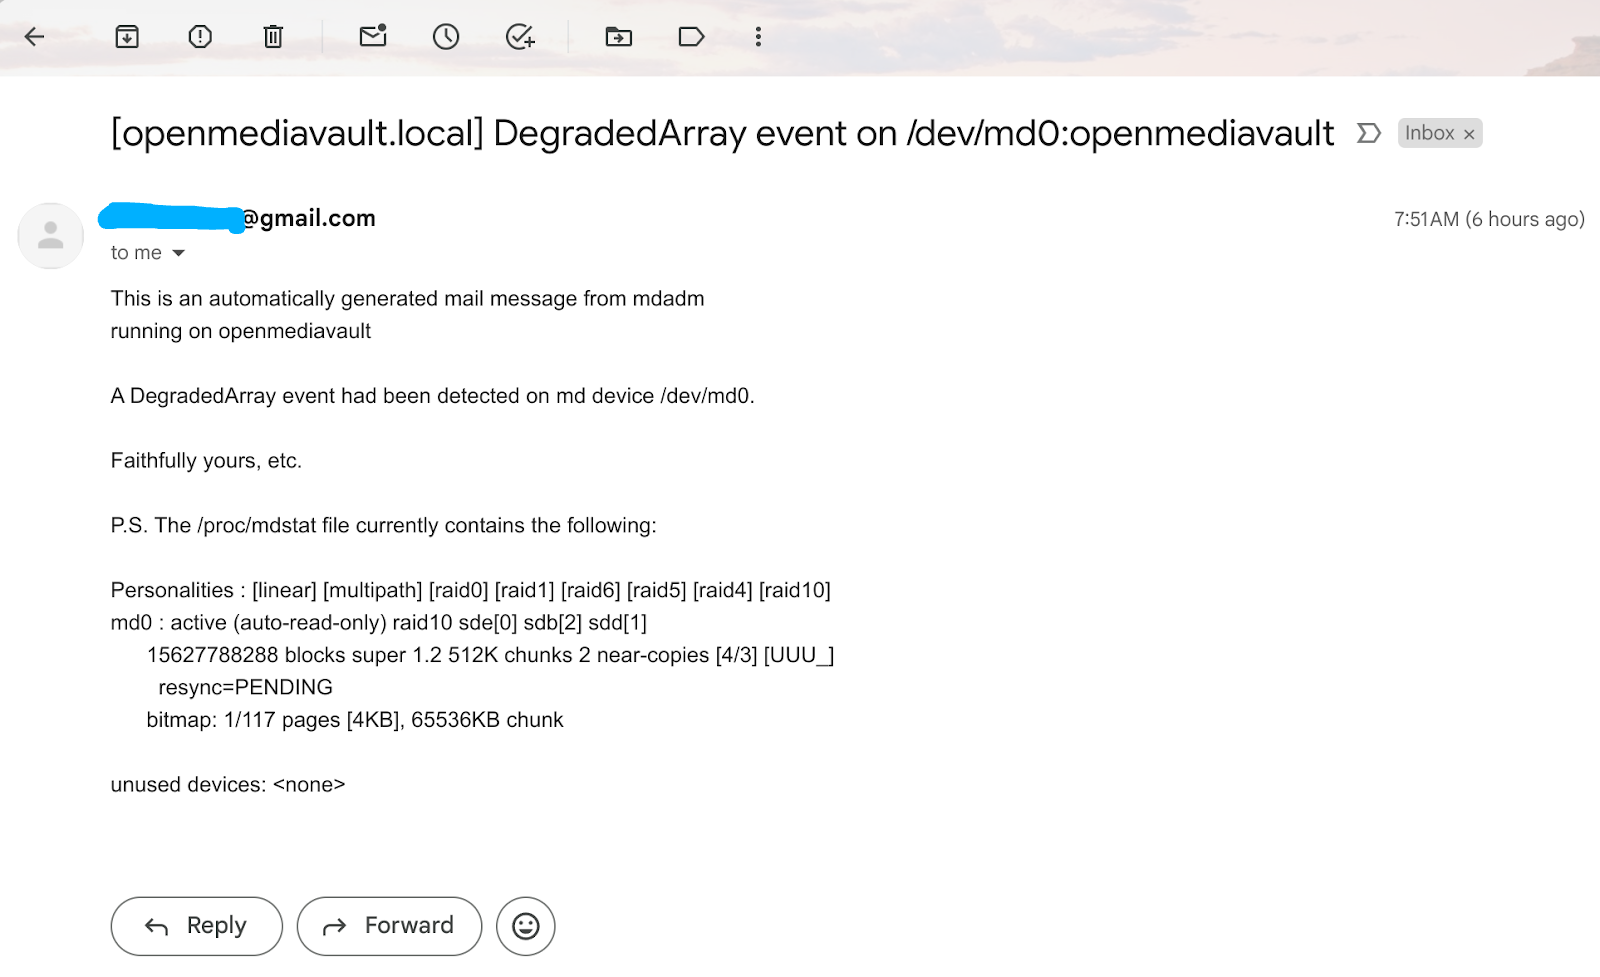 [openmediavault.local] DegradedArray event on /dev/md0:openmediavault Inbox ×
@gmail.com 7:51 AM (6 hours ago)
to me
This is an automatically generated mail message from mdadm
running on openmediavault
A DegradedArray event had been detected on md device /dev/md0.
Faithfully yours, etc.
P.S. The /proc/mdstat file currently contains the following:
Personalities : [linear] [multipath] [raid0] [raid1] [raid6] [raid5] [raid4] [raid10]
md0 : active (auto-read-only) raid10 sde[0] sdb[2] sdd[1]
15627788288 blocks super 1.2 512K chunks 2 near-copies [4/3] [UUU_]
resync=PENDING
bitmap: 1/117 pages [4KB], 65536KB chunk
unused devices: <none>
Reply Forward